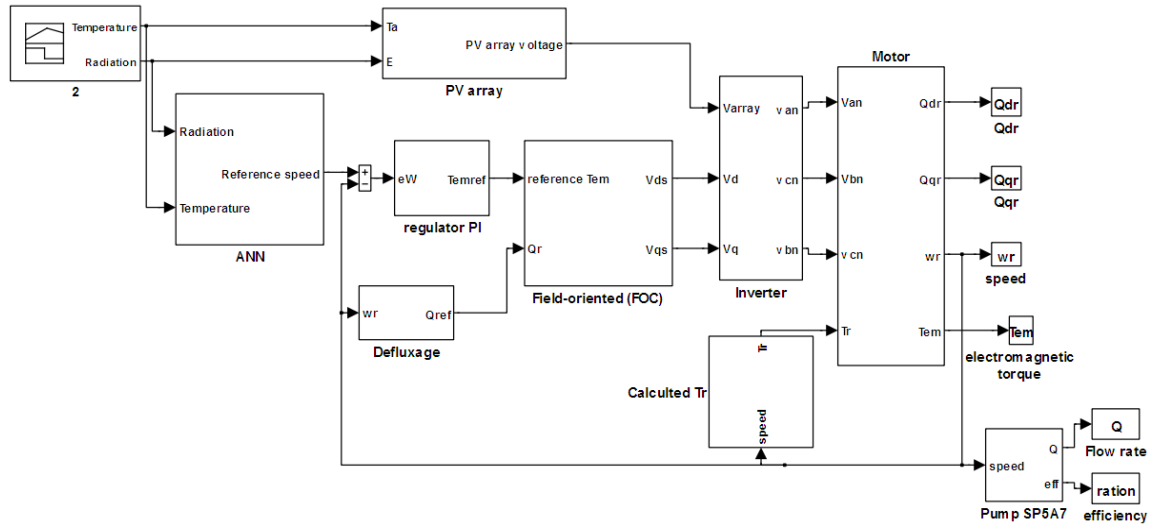 Temperature
Radiation
2
Ta
E
PV array voltage
PV array
Radiation
Temperature
Reference speed
ANN
+
−
eW
Temref
regulator PI
wr
Qref
Defluxage
reference Tem
Qr
Vds
Vqs
Field-oriented (FOC)
Varray
Vd
Vq
v an
v cn
v bn
Inverter
Motor
Van
Vbn
v cn
Tr
Qdr
Qqr
wr
Tem
Qdr
Qdr
Qqr
Qqr
wr
speed
Tem
electromagnetic
torque
Tr
speed
Calculted Tr
speed
Q
eff
Pump SP5A7
Q
Flow rate
ration
efficiency